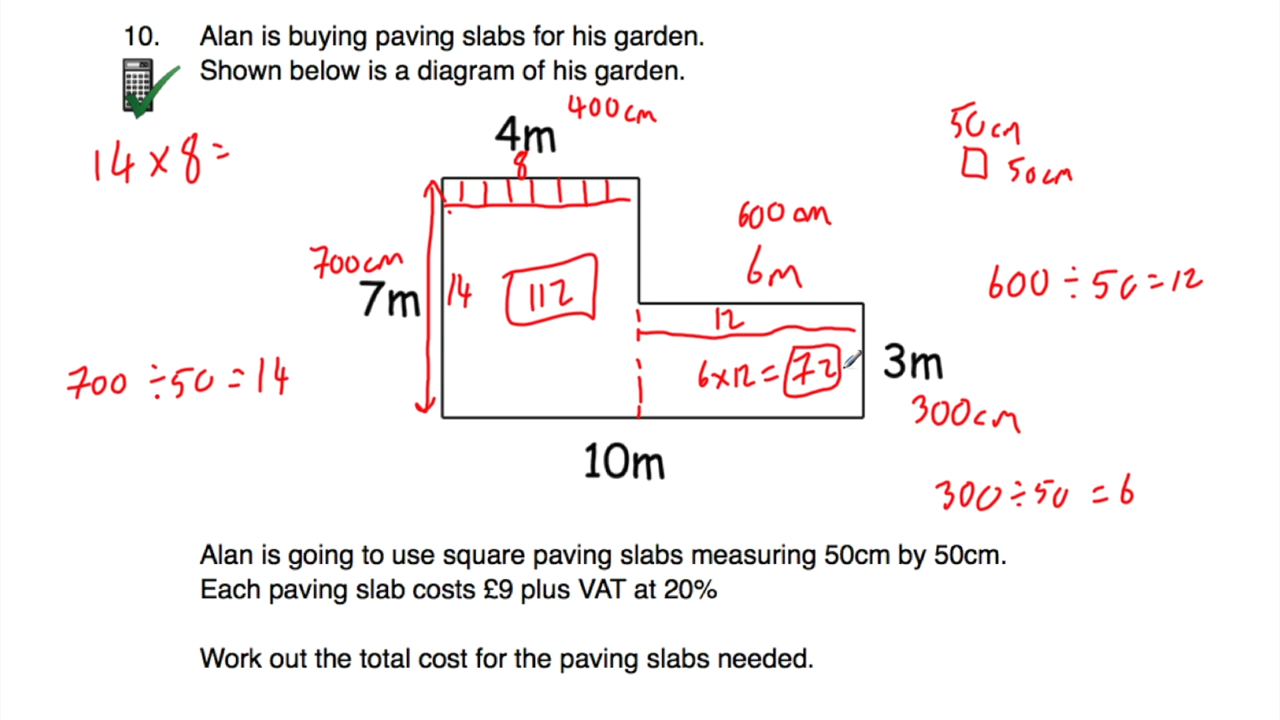 10. Alan is buying paving slabs for his garden.
Shown below is a diagram of his garden.
400cm
4m
50cm
14 × 8 =
8
50cm
600cm
700cm
6m
7m
14
112
600 ÷ 50 = 12
12
700 ÷ 50 = 14
6×12 = 72
3m
300cm
10m
300 ÷ 50 = 6
Alan is going to use square paving slabs measuring 50cm by 50cm.
Each paving slab costs £9 plus VAT at 20%
Work out the total cost for the paving slabs needed.